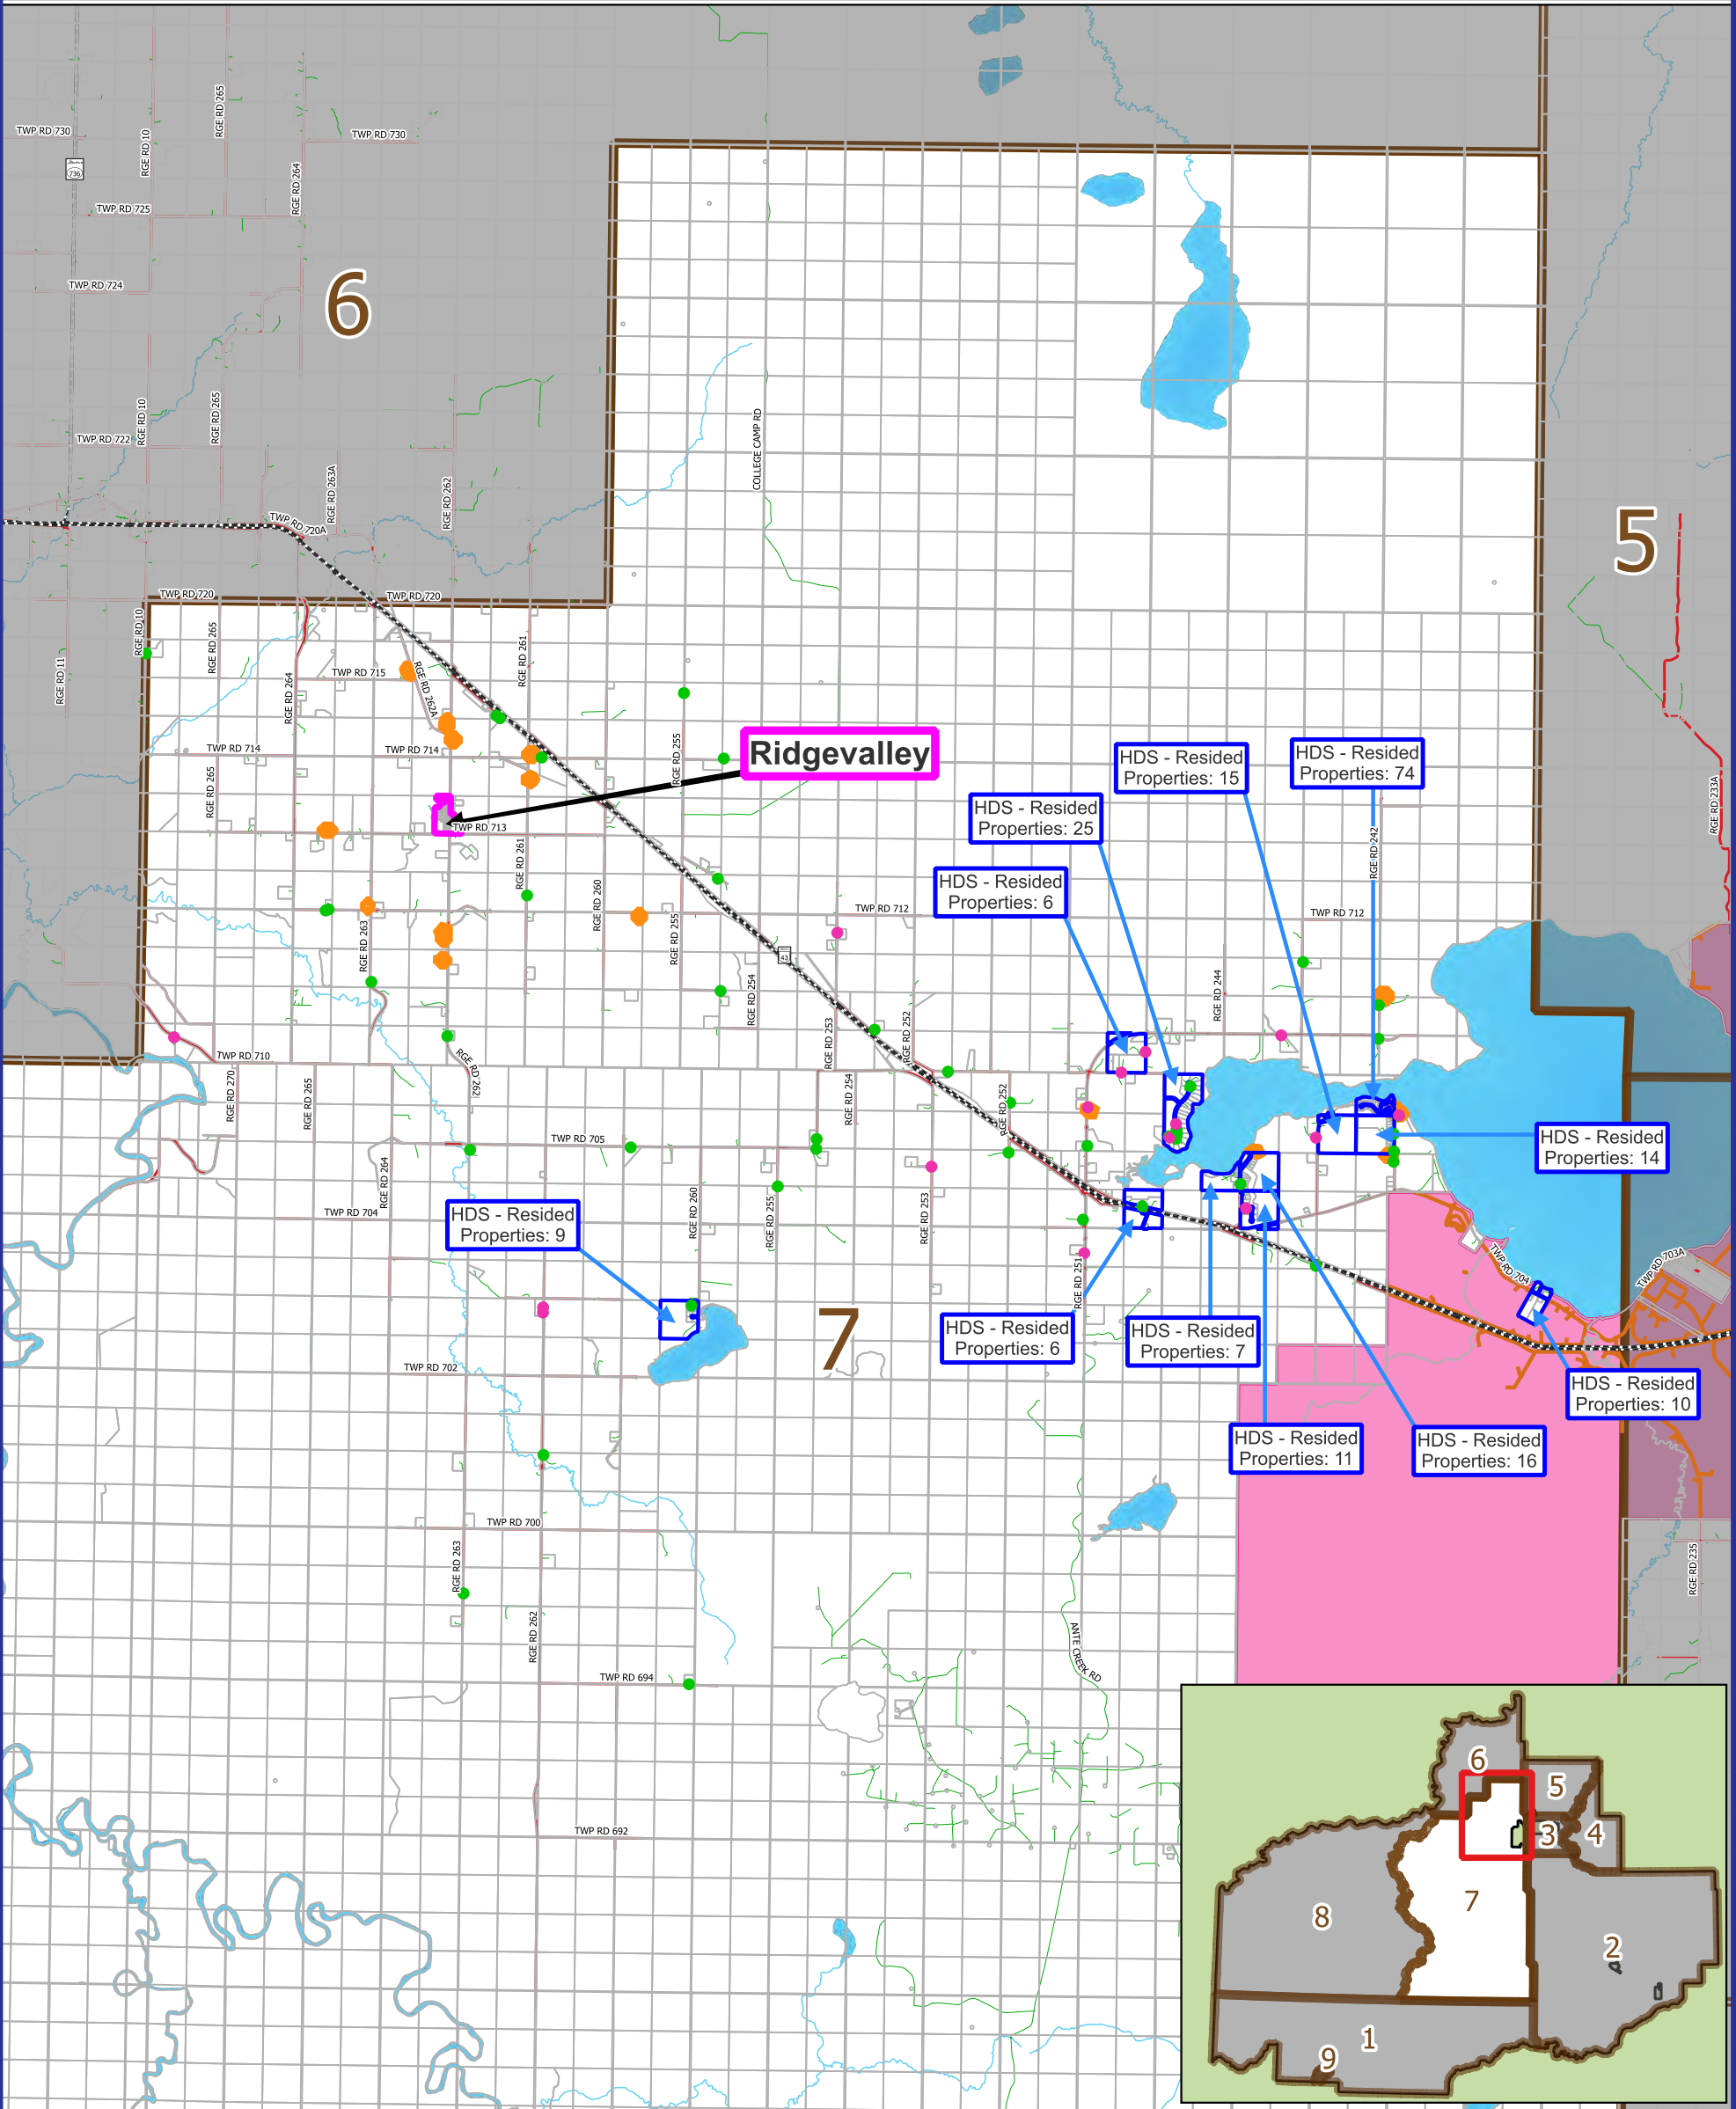 RGE RD 265
TWP RD 730
RGE RD 10
TWP RD 730
736
RGE RD 264
TWP RD 725
TWP RD 724
6
RGE RD 10
RGE RD 265
TWP RD 722
COLLEGE CAMP RD
RGE RD 263A
RGE RD 262
TWP RD 720A
5
TWP RD 720
TWP RD 720
RGE RD 10
RGE RD 265
RGE RD 261
RGE RD 11
RGE RD 264
TWP RD 715
RGE RD 262A
TWP RD 714
TWP RD 714
RGE RD 255
Ridgevalley
HDS - Resided
Properties: 15
HDS - Resided
Properties: 74
RGE RD 265
HDS - Resided
Properties: 25
TWP RD 713
RGE RD 233A
RGE RD 242
RGE RD 261
HDS - Resided
Properties: 6
RGE RD 260
TWP RD 712
TWP RD 712
RGE RD 263
RGE RD 255
43
RGE RD 254
RGE RD 244
RGE RD 253
RGE RD 252
TWP RD 710
RGE RD 262
RGE RD 270
RGE RD 265
RGE RD 254
RGE RD 252
TWP RD 705
HDS - Resided
Properties: 14
RGE RD 264
TWP RD 704
HDS - Resided
Properties: 9
RGE RD 260
RGE RD 255
RGE RD 253
RGE RD 251
TWP RD 704
TWP RD 703A
7
HDS - Resided
Properties: 6
HDS - Resided
Properties: 7
TWP RD 702
HDS - Resided
Properties: 10
HDS - Resided
Properties: 11
HDS - Resided
Properties: 16
TWP RD 700
RGE RD 263
RGE RD 235
RGE RD 262
ANTE CREEK RD
TWP RD 694
TWP RD 692
6
5
3
4
7
8
2
1
9